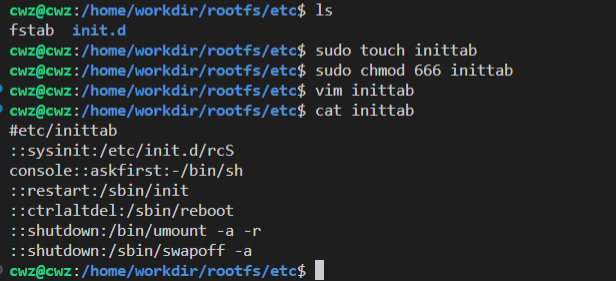 cwz@cwz:/home/workdir/rootfs/etc$ ls
fstab  init.d
cwz@cwz:/home/workdir/rootfs/etc$ sudo touch inittab
cwz@cwz:/home/workdir/rootfs/etc$ sudo chmod 666 inittab
cwz@cwz:/home/workdir/rootfs/etc$ vim inittab
cwz@cwz:/home/workdir/rootfs/etc$ cat inittab
#etc/inittab
::sysinit:/etc/init.d/rcS
console::askfirst:-/bin/sh
::restart:/sbin/init
::ctrlaltdel:/sbin/reboot
::shutdown:/bin/umount -a -r
::shutdown:/sbin/swapoff -a
cwz@cwz:/home/workdir/rootfs/etc$